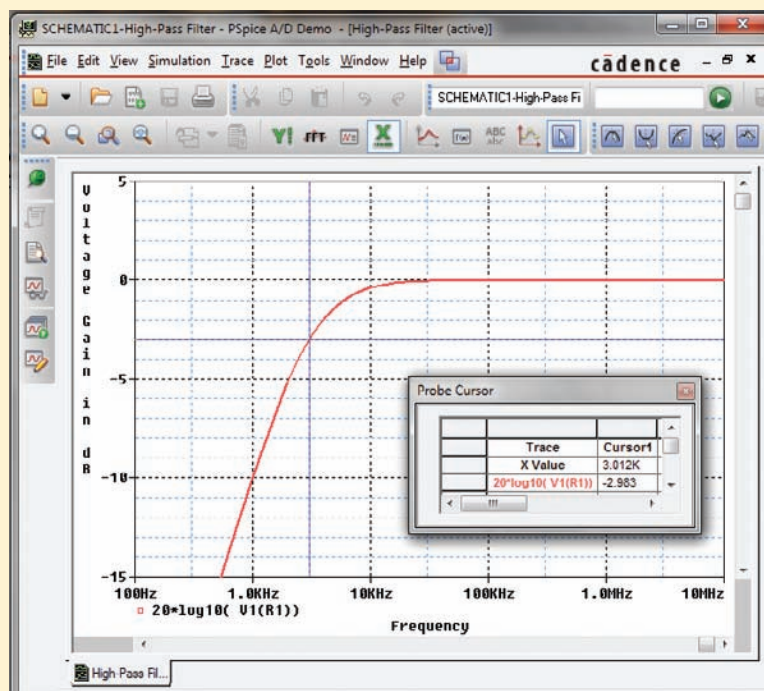 SCHEMATIC1-High-Pass Filter - PSpice A/D Demo - [High-Pass Filter (active)]
File Edit View Simulation Trace Plot Tools Window Help
cādence
SCHEMATIC1-High-Pass Fi
ABC
abc
Voltage Gain in dB
5
0
-5
-10
-15
100Hz 1.0KHz 10KHz 100KHz 1.0MHz 10MHz
20*log10( V1(R1))
Frequency
Probe Cursor
Trace Cursor1
X Value 3.012K
20*log10( V1(R1)) -2.983
High-Pass Fil...